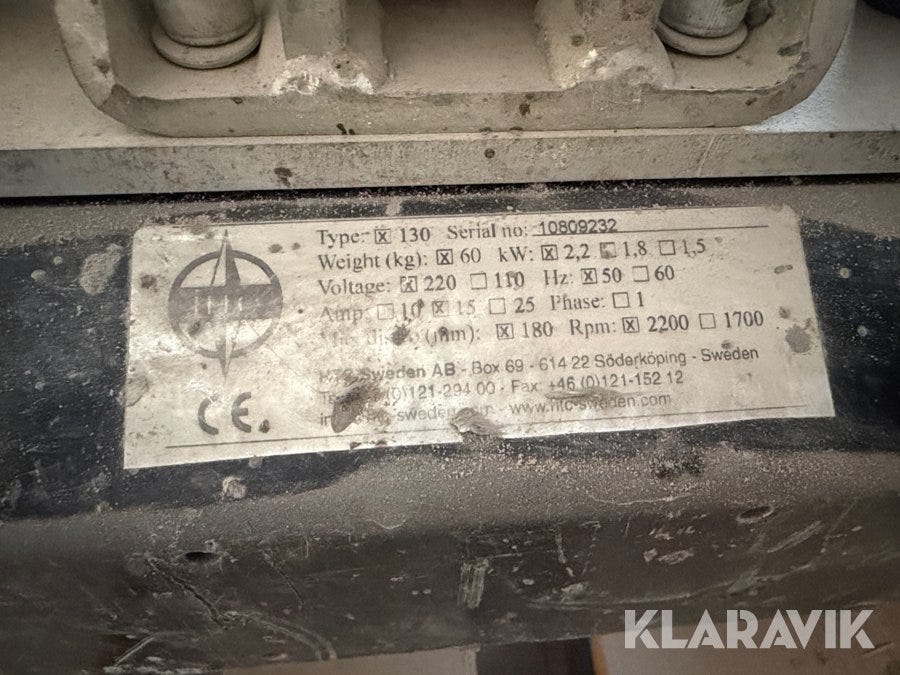 Type: ☒ 130 Serial no: 10809232
Weight (kg): ☒ 60 kW: ☒ 2,2 ☐ 1,8 ☐ 1,5
Voltage: ☒ 220 ☐ 110 Hz: ☒ 50 ☐ 60
Amp: ☐ 10 ☒ 15 ☐ 25 Phase: ☐ 1
(mm): ☒ 180 Rpm: ☒ 2200 ☐ 1700
HTC Sweden AB - Box 69 - 614 22 Söderköping - Sweden
(0)121-294 00 - Fax: +46 (0)121-152 12
www.htc-sweden.com
CE.
KLARAVIK